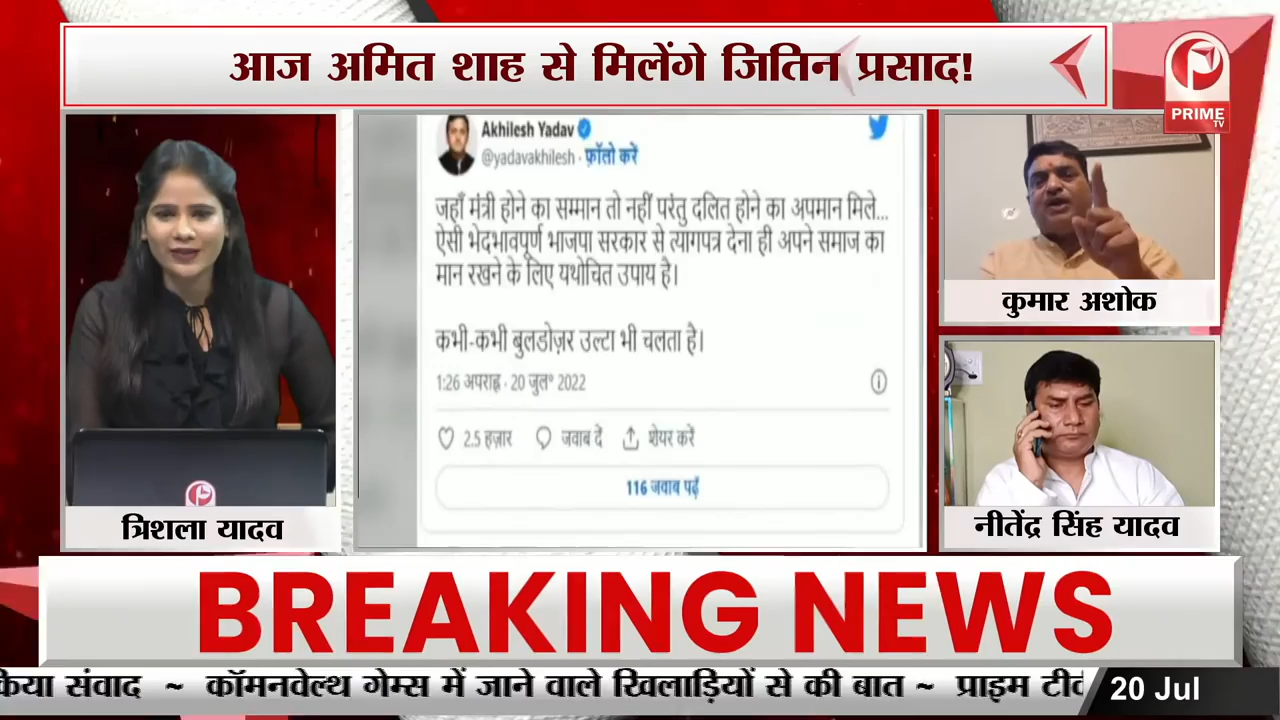 आज अमित शाह से मिलेंगे जितिन प्रसाद!
PRIME
TV
Akhilesh Yadav
@yadavakhilesh · फ़ॉलो करें
जहाँ मंत्री होने का सम्मान तो नहीं परंतु दलित होने का अपमान मिले...
ऐसी भेदभावपूर्ण भाजपा सरकार से त्यागपत्र देना ही अपने समाज का
मान रखने के लिए यथोचित उपाय है।
कभी-कभी बुलडोज़र उल्टा भी चलता है।
1:26 अपराह्न · 20 जुल॰ 2022
2.5 हज़ार जवाब दें शेयर करें
116 जवाब पढ़ें
कुमार अशोक
त्रिशला यादव
नीतेंद्र सिंह यादव
BREAKING NEWS
किया संवाद ~ कॉमनवेल्थ गेम्स में जाने वाले खिलाड़ियों से की बात ~ प्राइम
20 Jul